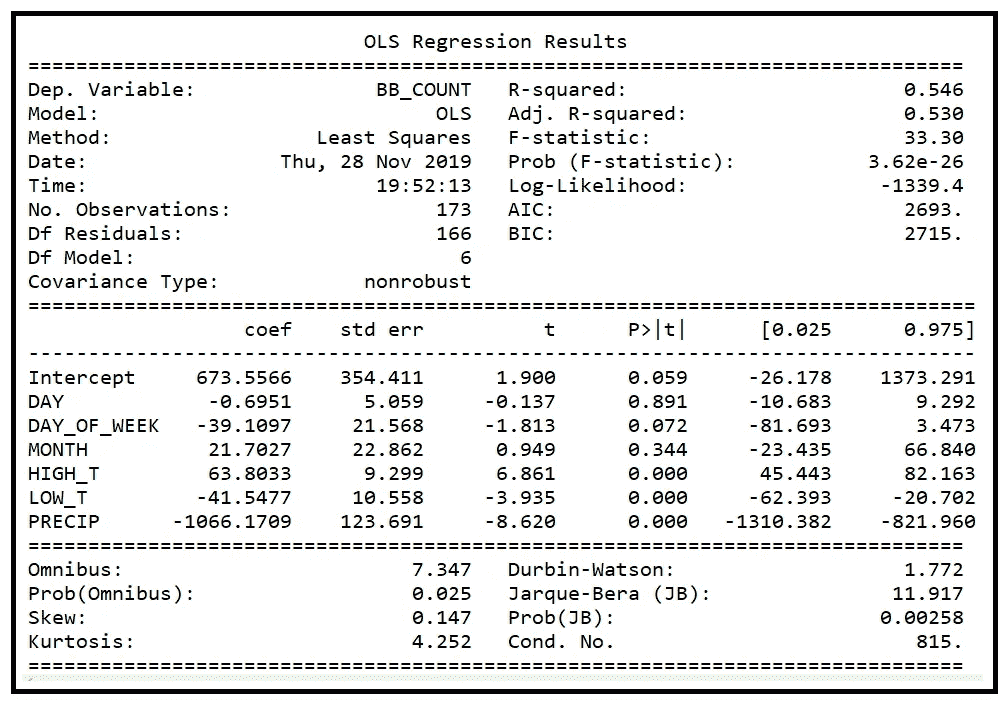 OLS Regression Results
==============================================================================
Dep. Variable:               BB_COUNT   R-squared:                       0.546
Model:                            OLS   Adj. R-squared:                  0.530
Method:                 Least Squares   F-statistic:                     33.30
Date:                Thu, 28 Nov 2019   Prob (F-statistic):           3.62e-26
Time:                        19:52:13   Log-Likelihood:                -1339.4
No. Observations:                 173   AIC:                             2693.
Df Residuals:                     166   BIC:                             2715.
Df Model:                           6
Covariance Type:            nonrobust
===============================================================================
                  coef    std err          t      P>|t|      [0.025      0.975]
-------------------------------------------------------------------------------
Intercept     673.5566    354.411      1.900      0.059     -26.178    1373.291
DAY            -0.6951      5.059     -0.137      0.891     -10.683       9.292
DAY_OF_WEEK   -39.1097     21.568     -1.813      0.072     -81.693       3.473
MONTH          21.7027     22.862      0.949      0.344     -23.435      66.840
HIGH_T         63.8033      9.299      6.861      0.000      45.443      82.163
LOW_T         -41.5477     10.558     -3.935      0.000     -62.393     -20.702
PRECIP      -1066.1709    123.691     -8.620      0.000   -1310.382    -821.960
==============================================================================
Omnibus:                        7.347   Durbin-Watson:                   1.772
Prob(Omnibus):                  0.025   Jarque-Bera (JB):               11.917
Skew:                           0.147   Prob(JB):                      0.00258
Kurtosis:                       4.252   Cond. No.                         815.
==============================================================================